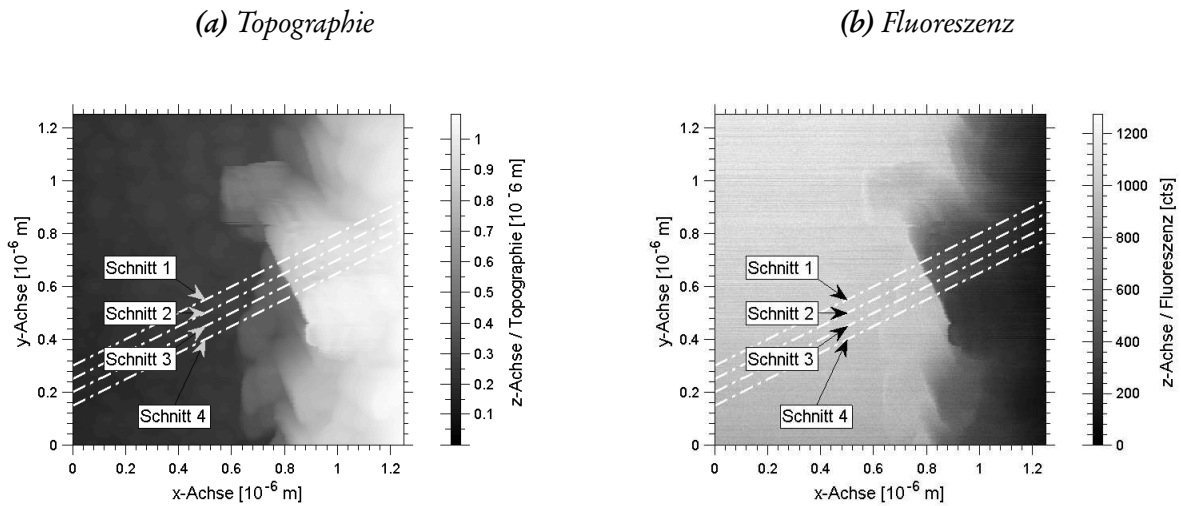 (a) Topographie
(b) Fluoreszenz
1.2
1
0.8
0.6
0.4
0.2
0
y-Achse [10⁻⁶ m]
0 0.2 0.4 0.6 0.8 1 1.2
x-Achse [10⁻⁶ m]
Schnitt 1
Schnitt 2
Schnitt 3
Schnitt 4
1
0.9
0.8
0.7
0.6
0.5
0.4
0.3
0.2
0.1
z-Achse / Topographie [10⁻6 m]
1.2
1
0.8
0.6
0.4
0.2
0
y-Achse [10⁻⁶ m]
0 0.2 0.4 0.6 0.8 1 1.2
x-Achse [10⁻⁶ m]
Schnitt 1
Schnitt 2
Schnitt 3
Schnitt 4
1200
1000
800
600
400
200
0
z-Achse / Fluoreszenz [cts]